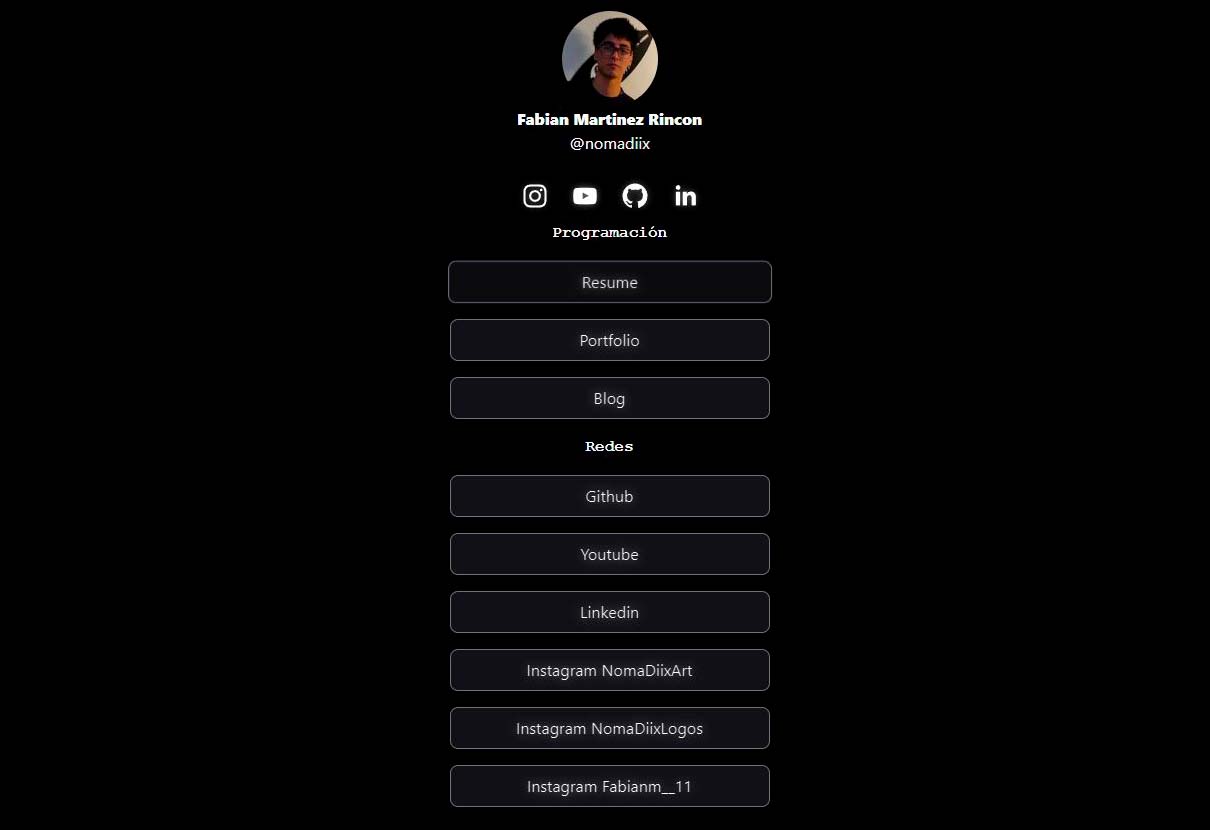 Fabian Martinez Rincon
@nomadiix
Programación
Resume
Portfolio
Blog
Redes
Github
Youtube
Linkedin
Instagram NomaDiixArt
Instagram NomaDiixLogos
Instagram Fabianm__11